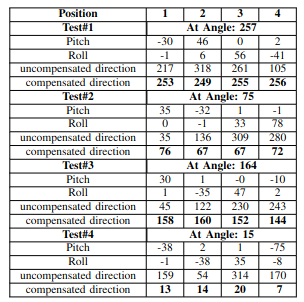 Position 1 2 3 4
Test#1 At Angle: 257
Pitch -30 46 0 2
Roll -1 6 56 -41
uncompensated direction 217 318 261 105
compensated direction 253 249 255 256
Test#2 At Angle: 75
Pitch 35 -32 1 -1
Roll 0 -1 33 78
uncompensated direction 35 136 309 280
compensated direction 76 67 67 72
Test#3 At Angle: 164
Pitch 30 1 -0 -10
Roll 1 -35 47 2
uncompensated direction 45 122 230 243
compensated direction 158 160 152 144
Test#4 At Angle: 15
Pitch -38 2 1 -75
Roll -1 -38 35 -8
uncompensated direction 159 54 314 170
compensated direction 13 14 20 7